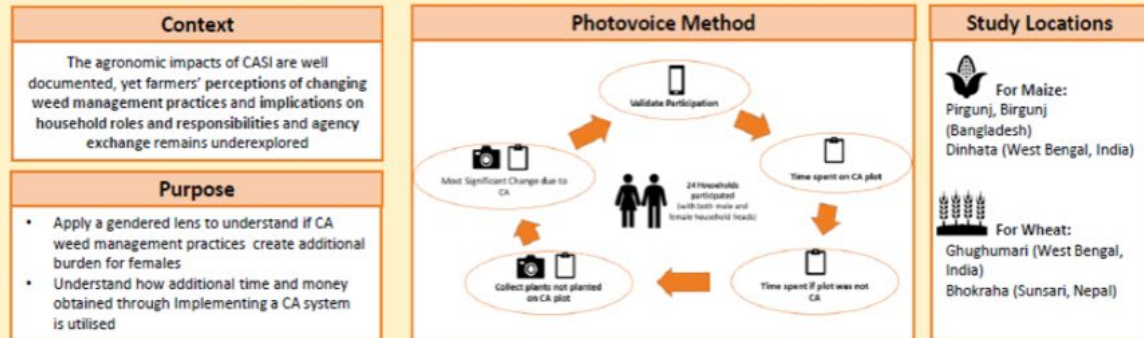 Context
The agronomic impacts of CASI are well
documented, yet farmers' perceptions of changing
weed management practices and implications on
household roles and responsibilities and agency
exchange remains underexplored
Purpose
• Apply a gendered lens to understand if CA
weed management practices create additional
burden for females
• Understand how additional time and money
obtained through Implementing a CA system
is utilised
Photovoice Method
Validate Participation
Time spent on CA plot
Time spent if plot was not
CA
Collect plants not planted
on CA plot
Most Significant Change due to
CA
24 Households
participated
(with both male and
female household heads)
Study Locations
For Maize:
Pirgunj, Birgunj
(Bangladesh)
Dinhata (West Bengal, India)
For Wheat:
Ghughumari (West Bengal,
India)
Bhokraha (Sunsari, Nepal)